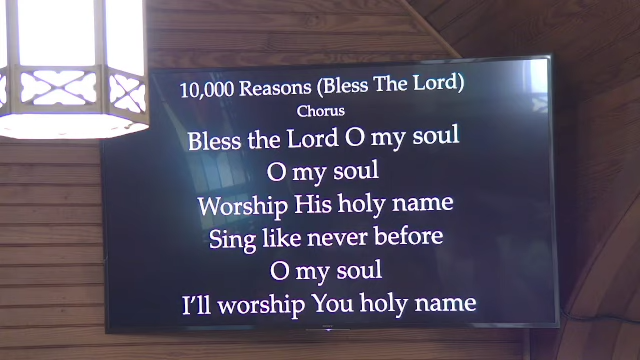 10,000 Reasons (Bless The Lord)
Chorus
Bless the Lord O my soul
O my soul
Worship His holy name
Sing like never before
O my soul
I'll worship You holy name